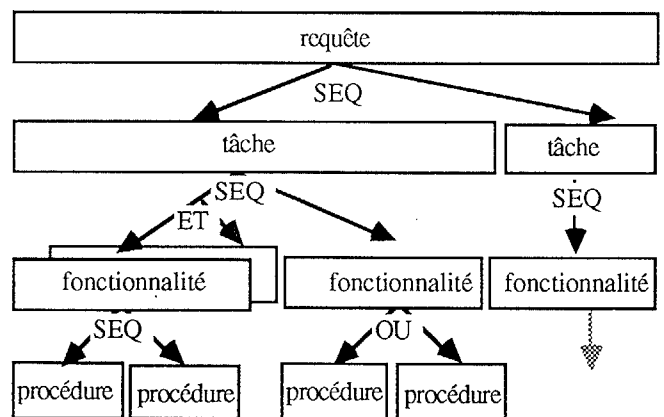 requête
SEQ
tâche
tâche
SEQ
SEQ
ET
fonctionnalité
fonctionnalité
fonctionnalité
SEQ
OU
procédure
procédure
procédure
procédure